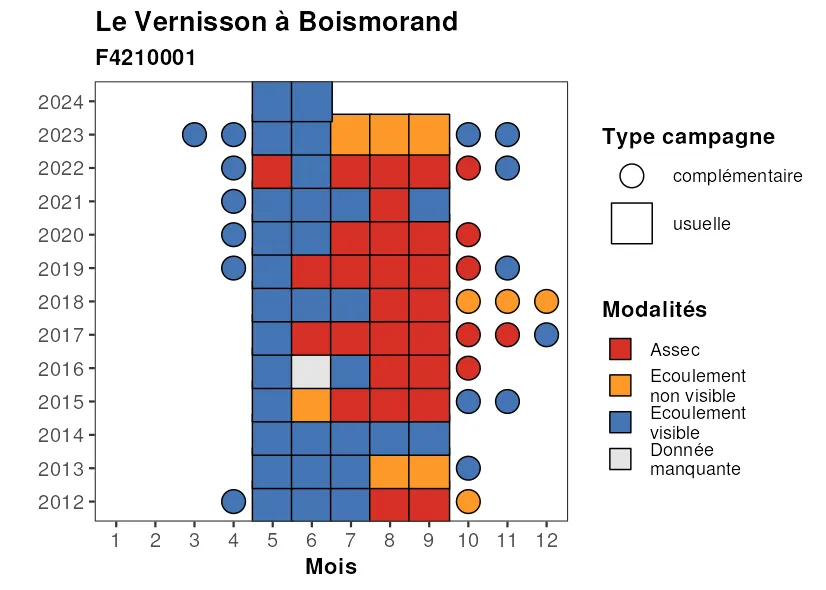 Le Vernisson à Boismorand
F4210001
2024
2023
2022
2021
2020
2019
2018
2017
2016
2015
2014
2013
2012
1 2 3 4 5 6 7 8 9 10 11 12
Mois
Type campagne
complémentaire
usuelle
Modalités
Assec
Ecoulement
non visible
Ecoulement
visible
Donnée
manquante